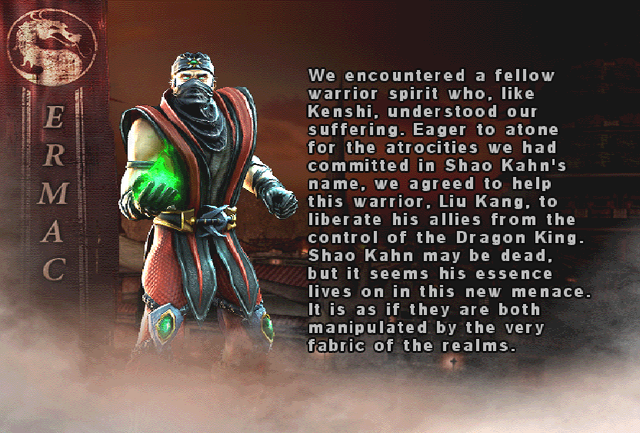 ERMAC
We encountered a fellow
warrior spirit who, like
Kenshi, understood our
suffering. Eager to atone
for the atrocities we had
committed in Shao Kahn's
name, we agreed to help
this warrior, Liu Kang, to
liberate his allies from the
control of the Dragon King.
Shao Kahn may be dead,
but it seems his essence
lives on in this new menace.
It is as if they are both
manipulated by the very
fabric of the realms.